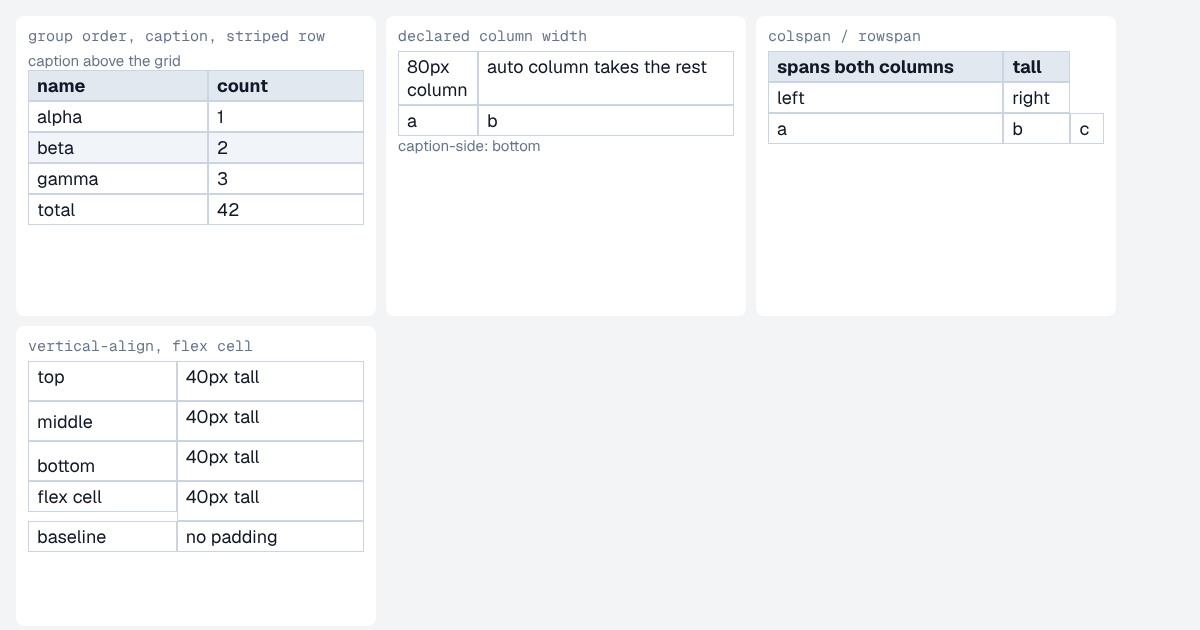 group order, caption, striped row
caption above the grid
name count
alpha 1
beta 2
gamma 3
total 42
declared column width
80px column auto column takes the rest
a b
caption-side: bottom
colspan / rowspan
spans both columns tall
left right
a b c
vertical-align, flex cell
top 40px tall
middle 40px tall
bottom 40px tall
flex cell 40px tall
baseline no padding